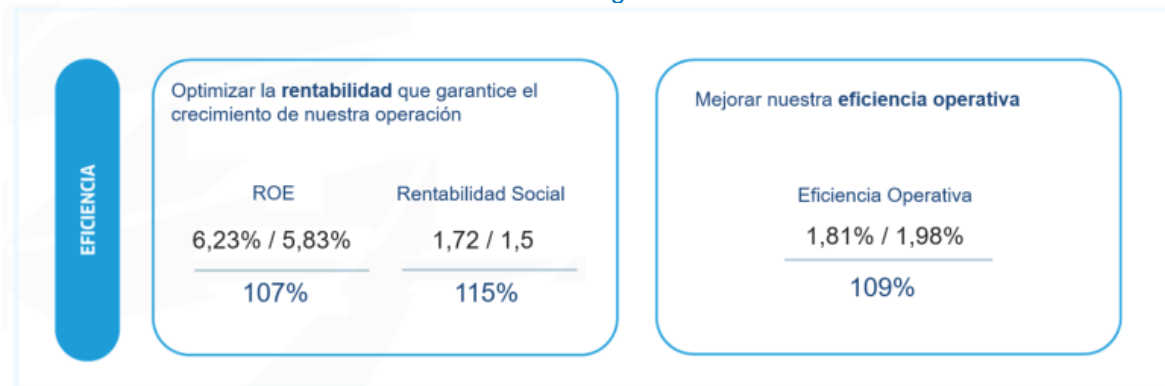 EFICIENCIA
Optimizar la rentabilidad que garantice el
crecimiento de nuestra operación
ROE
6,23% / 5,83%
107%
Rentabilidad Social
1,72 / 1,5
115%
Mejorar nuestra eficiencia operativa
Eficiencia Operativa
1,81% / 1,98%
109%